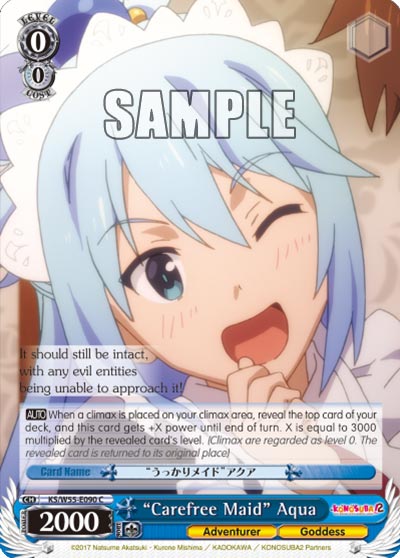 LEVEL
0
0
COST
SAMPLE
It should still be intact,
with any evil entities
being unable to approach it!
AUTO When a climax is placed on your climax area, reveal the top card of your
deck, and this card gets +X power until end of turn. X is equal to 3000
multiplied by the revealed card's level. (Climax are regarded as level 0. The
revealed card is returned to its original place)
Card Name
"うっかりメイド"アクア
CH
KS/W55-E090 C
POWER
2000
SOUL
"Carefree Maid" Aqua
KONOSUBA 2
Adventurer
Goddess
©2017 Natsume Akatsuki・Kurone Mishima / KADOKAWA / KONOSUBA2 Partners